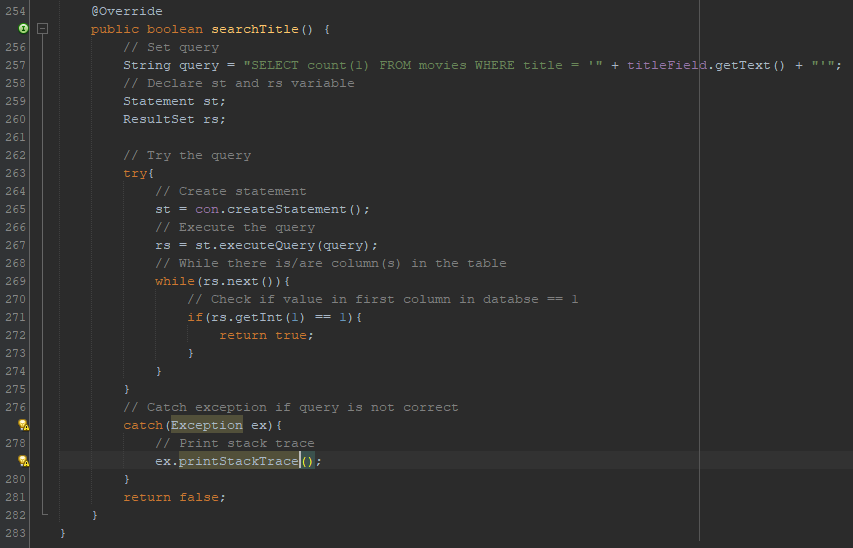 254 @Override
public boolean searchTitle() {
256 // Set query
257 String query = "SELECT count(1) FROM movies WHERE title = '" + titleField.getText() + "'";
258 // Declare st and rs variable
259 Statement st;
260 ResultSet rs;
261
262 // Try the query
263 try{
264 // Create statement
265 st = con.createStatement();
266 // Execute the query
267 rs = st.executeQuery(query);
268 // While there is/are column(s) in the table
269 while(rs.next()){
270 // Check if value in first column in databse == 1
271 if(rs.getInt(1) == 1){
272 return true;
273 }
274 }
275 }
276 // Catch exception if query is not correct
catch(Exception ex){
278 // Print stack trace
ex.printStackTrace();
280 }
281 return false;
282 }
283 }